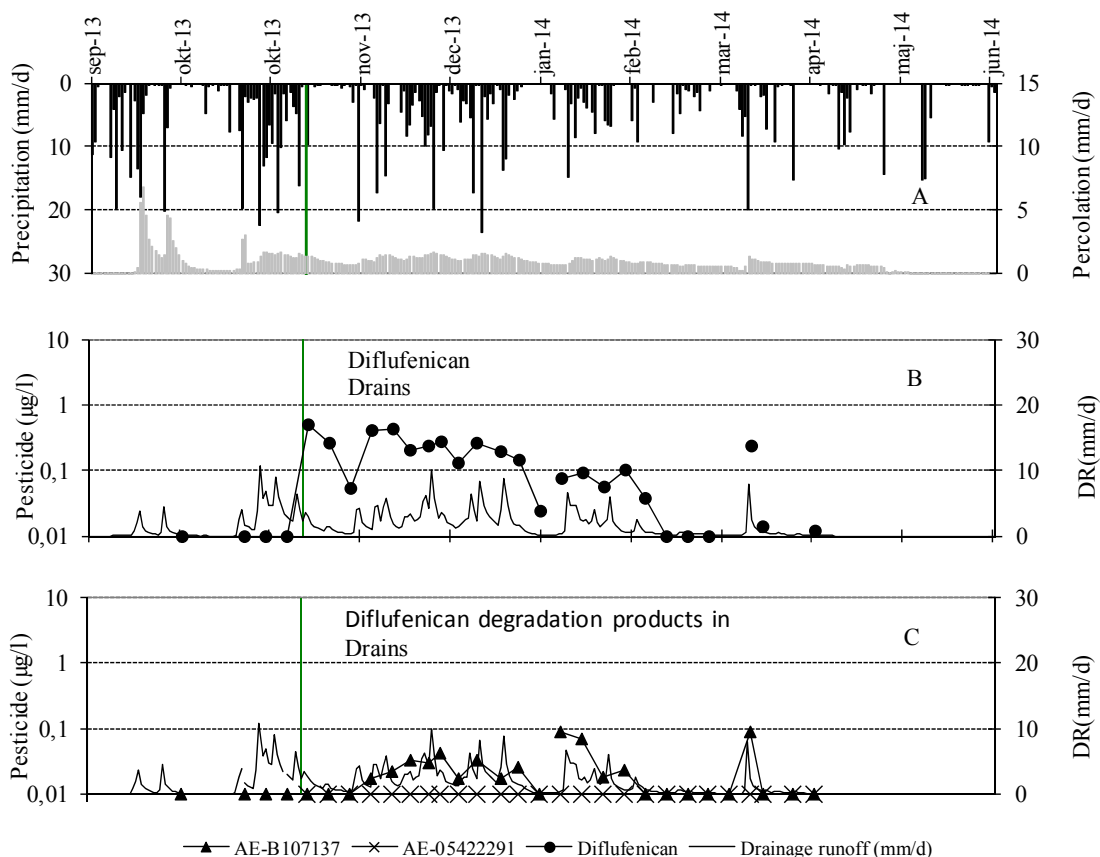 sep-13 okt-13 okt-13 nov-13 dec-13 jan-14 feb-14 mar-14 apr-14 maj-14 jun-14
Precipitation (mm/d)
0
10
20
30
15
10
5
0
Percolation (mm/d)
A
Pesticide (µg/l)
10
1
0,1
0,01
Diflufenican
Drains
B
30
20
10
0
DR(mm/d)
Pesticide (µg/l)
10
1
0,1
0,01
Diflufenican degradation products in
Drains
C
30
20
10
0
DR(mm/d)
AE-B107137 AE-05422291 Diflufenican Drainage runoff (mm/d)